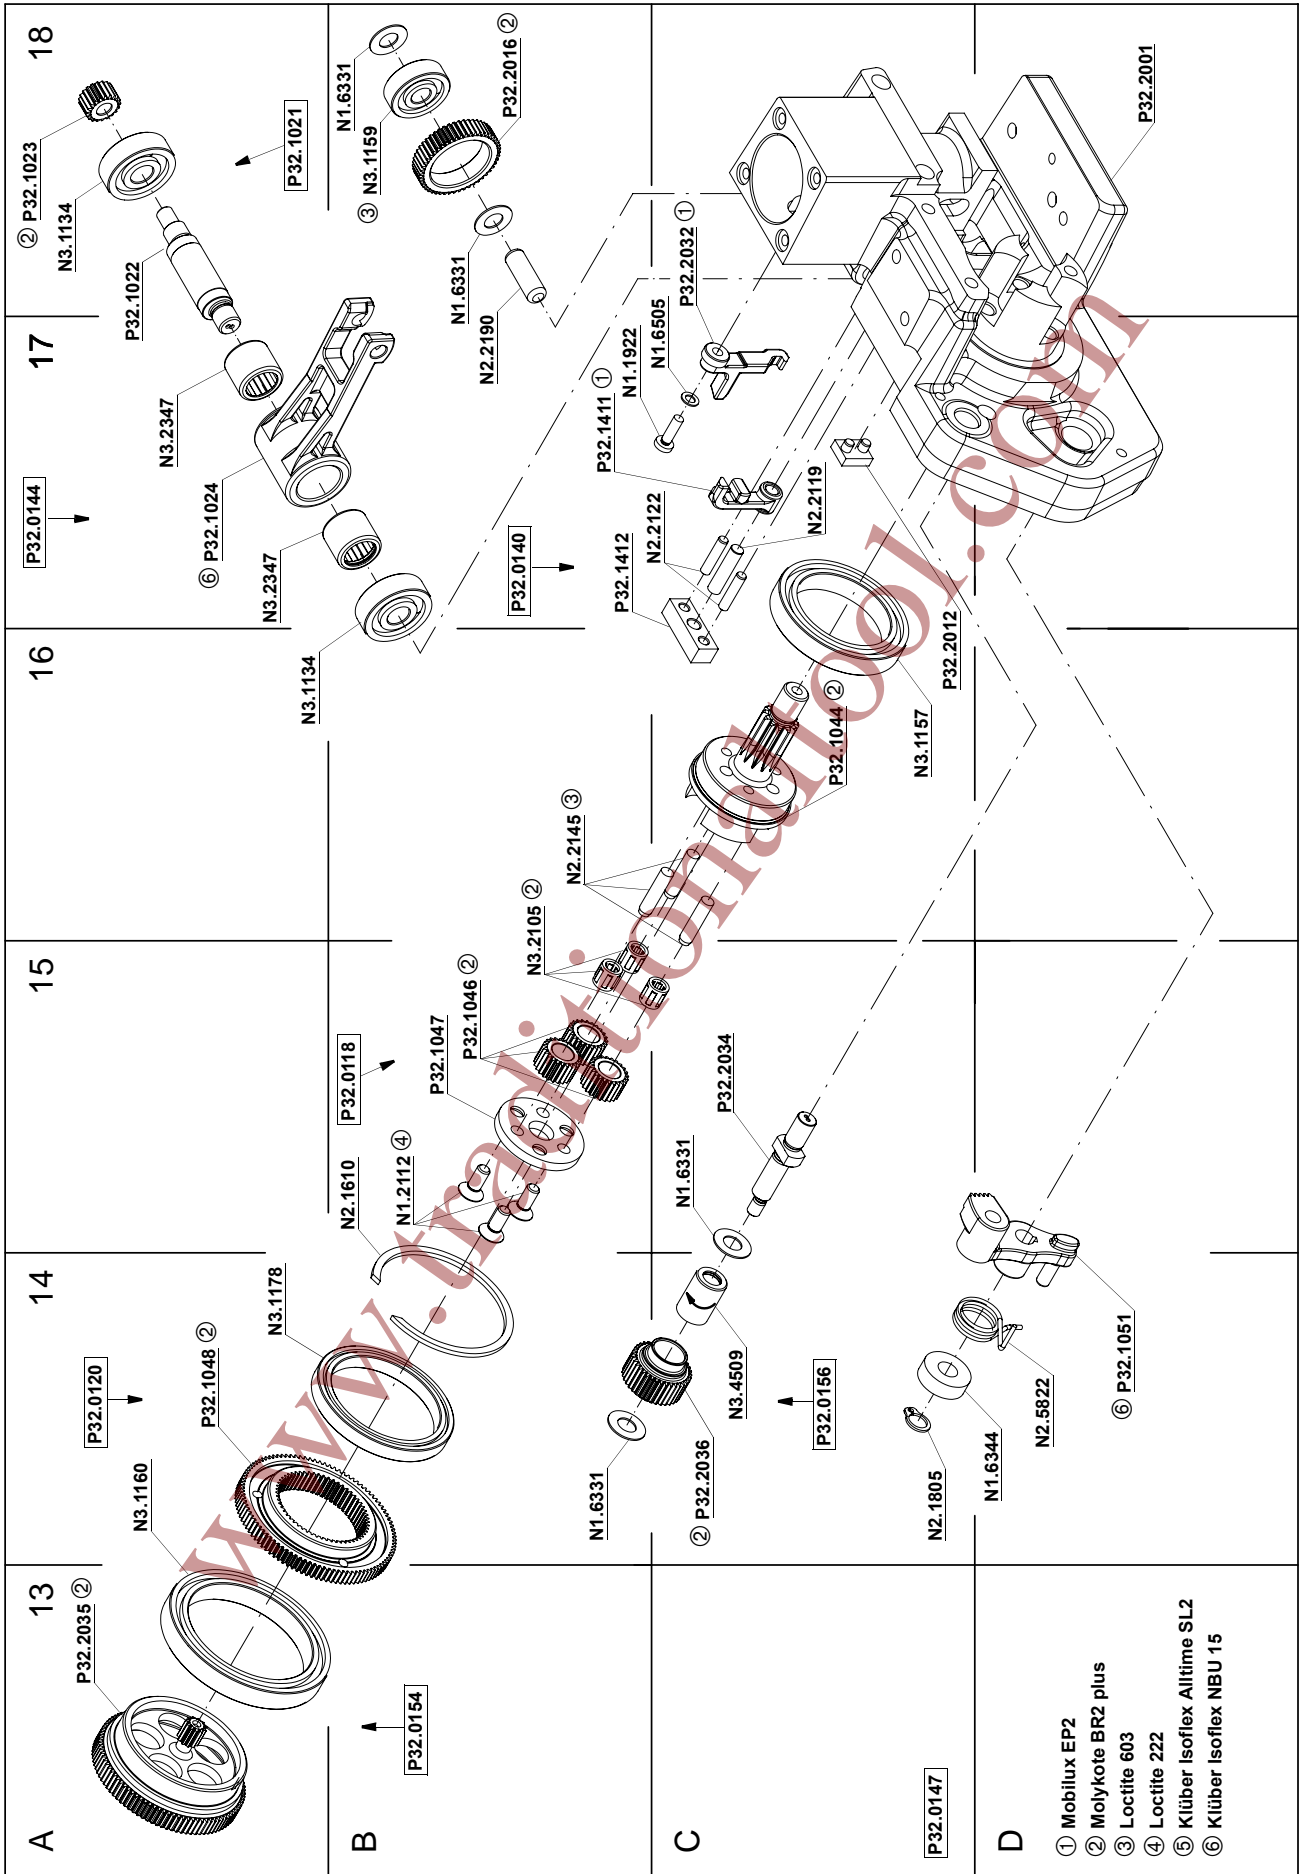 A
B
C
D
13
14
15
16
17
18
② P32.1023
N3.1134
P32.1022
P32.1021
N3.2347
P32.0144
⑥ P32.1024
N3.2347
N3.1134
N1.6331
③ N3.1159
P32.2016 ②
N1.6331
N2.2190
P32.2001
P32.2032 ①
N1.6505
N1.1922
P32.1411 ①
N2.2119
N2.2122
P32.1412
P32.0140
P32.2012
N3.1157
P32.1044 ②
N2.2145 ③
N3.2105 ②
P32.1046 ②
P32.1047
P32.0118
N1.2112 ④
N2.1610
N3.1178
P32.1048 ②
P32.0120
N3.1160
P32.2035 ②
P32.0154
P32.2034
N1.6331
N3.4509
P32.0156
② P32.2036
N1.6331
⑥ P32.1051
N2.5822
N1.6344
N2.1805
P32.0147
① Mobilux EP2
② Molykote BR2 plus
③ Loctite 603
④ Loctite 222
⑤ Klüber Isoflex Alltime SL2
⑥ Klüber Isoflex NBU 15
www.traditionaltool.com